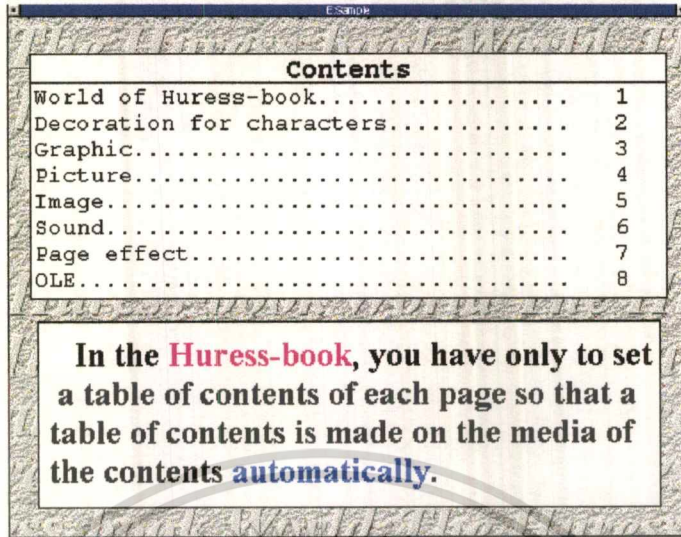 E:Sample
Contents
World of Huress-book.................. 1
Decoration for characters............. 2
Graphic............................... 3
Picture............................... 4
Image................................. 5
Sound................................. 6
Page effect........................... 7
OLE................................... 8
In the Huress-book, you have only to set
a table of contents of each page so that a
table of contents is made on the media of
the contents automatically.